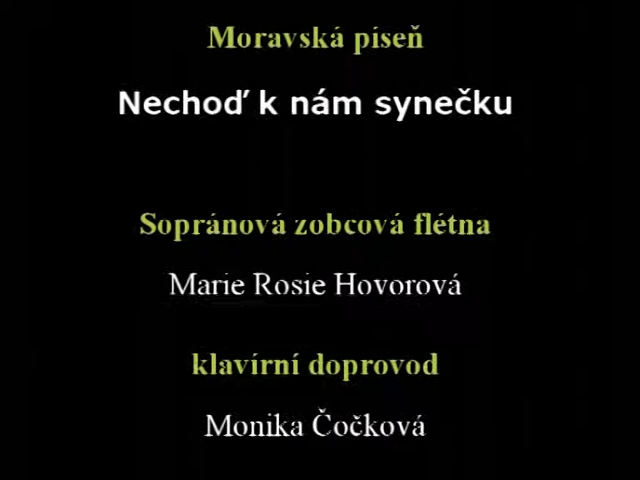 Moravská píseň
Nechoď k nám synečku
Sopránová zobcová flétna
Marie Rosie Hovorová
klavírní doprovod
Monika Čočková